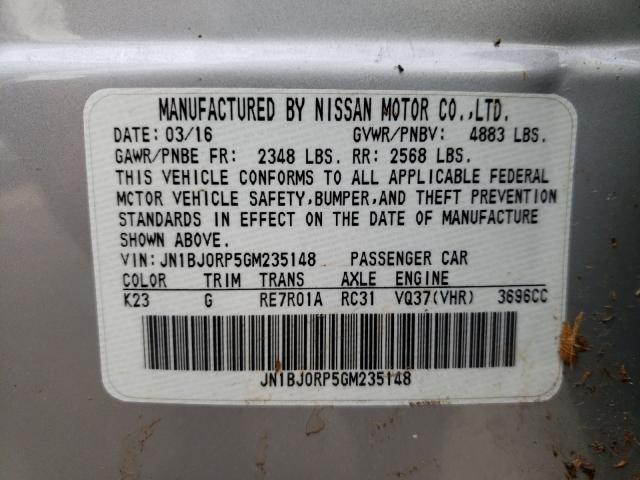 MANUFACTURED BY NISSAN MOTOR CO.,LTD.
DATE: 03/16 GVWR/PNBV: 4883 LBS.
GAWR/PNBE FR: 2348 LBS. RR: 2568 LBS.
THIS VEHICLE CONFORMS TO ALL APPLICABLE FEDERAL
MOTOR VEHICLE SAFETY,BUMPER,AND THEFT PREVENTION
STANDARDS IN EFFECT ON THE DATE OF MANUFACTURE
SHOWN ABOVE.
VIN: JN1BJ0RP5GM235148 PASSENGER CAR
COLOR TRIM TRANS AXLE ENGINE
K23 G RE7R01A RC31 VQ37(VHR) 3696CC
JN1BJ0RP5GM235148